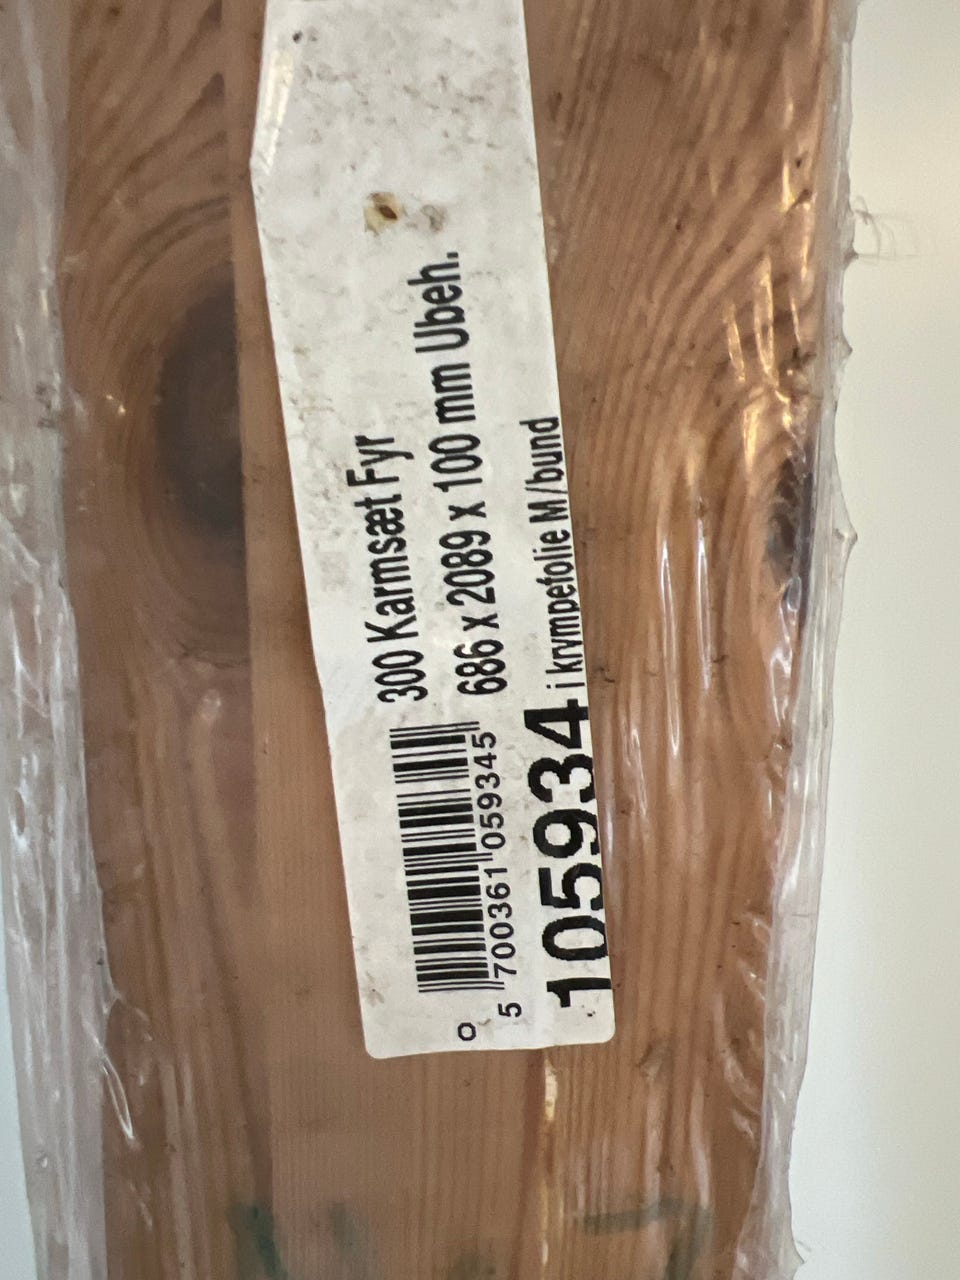 300 Karmsæt Fyr
686 x 2089 x 100 mm Ubeh.
5 700361 059345
O
105934 i krympefolie M/bund